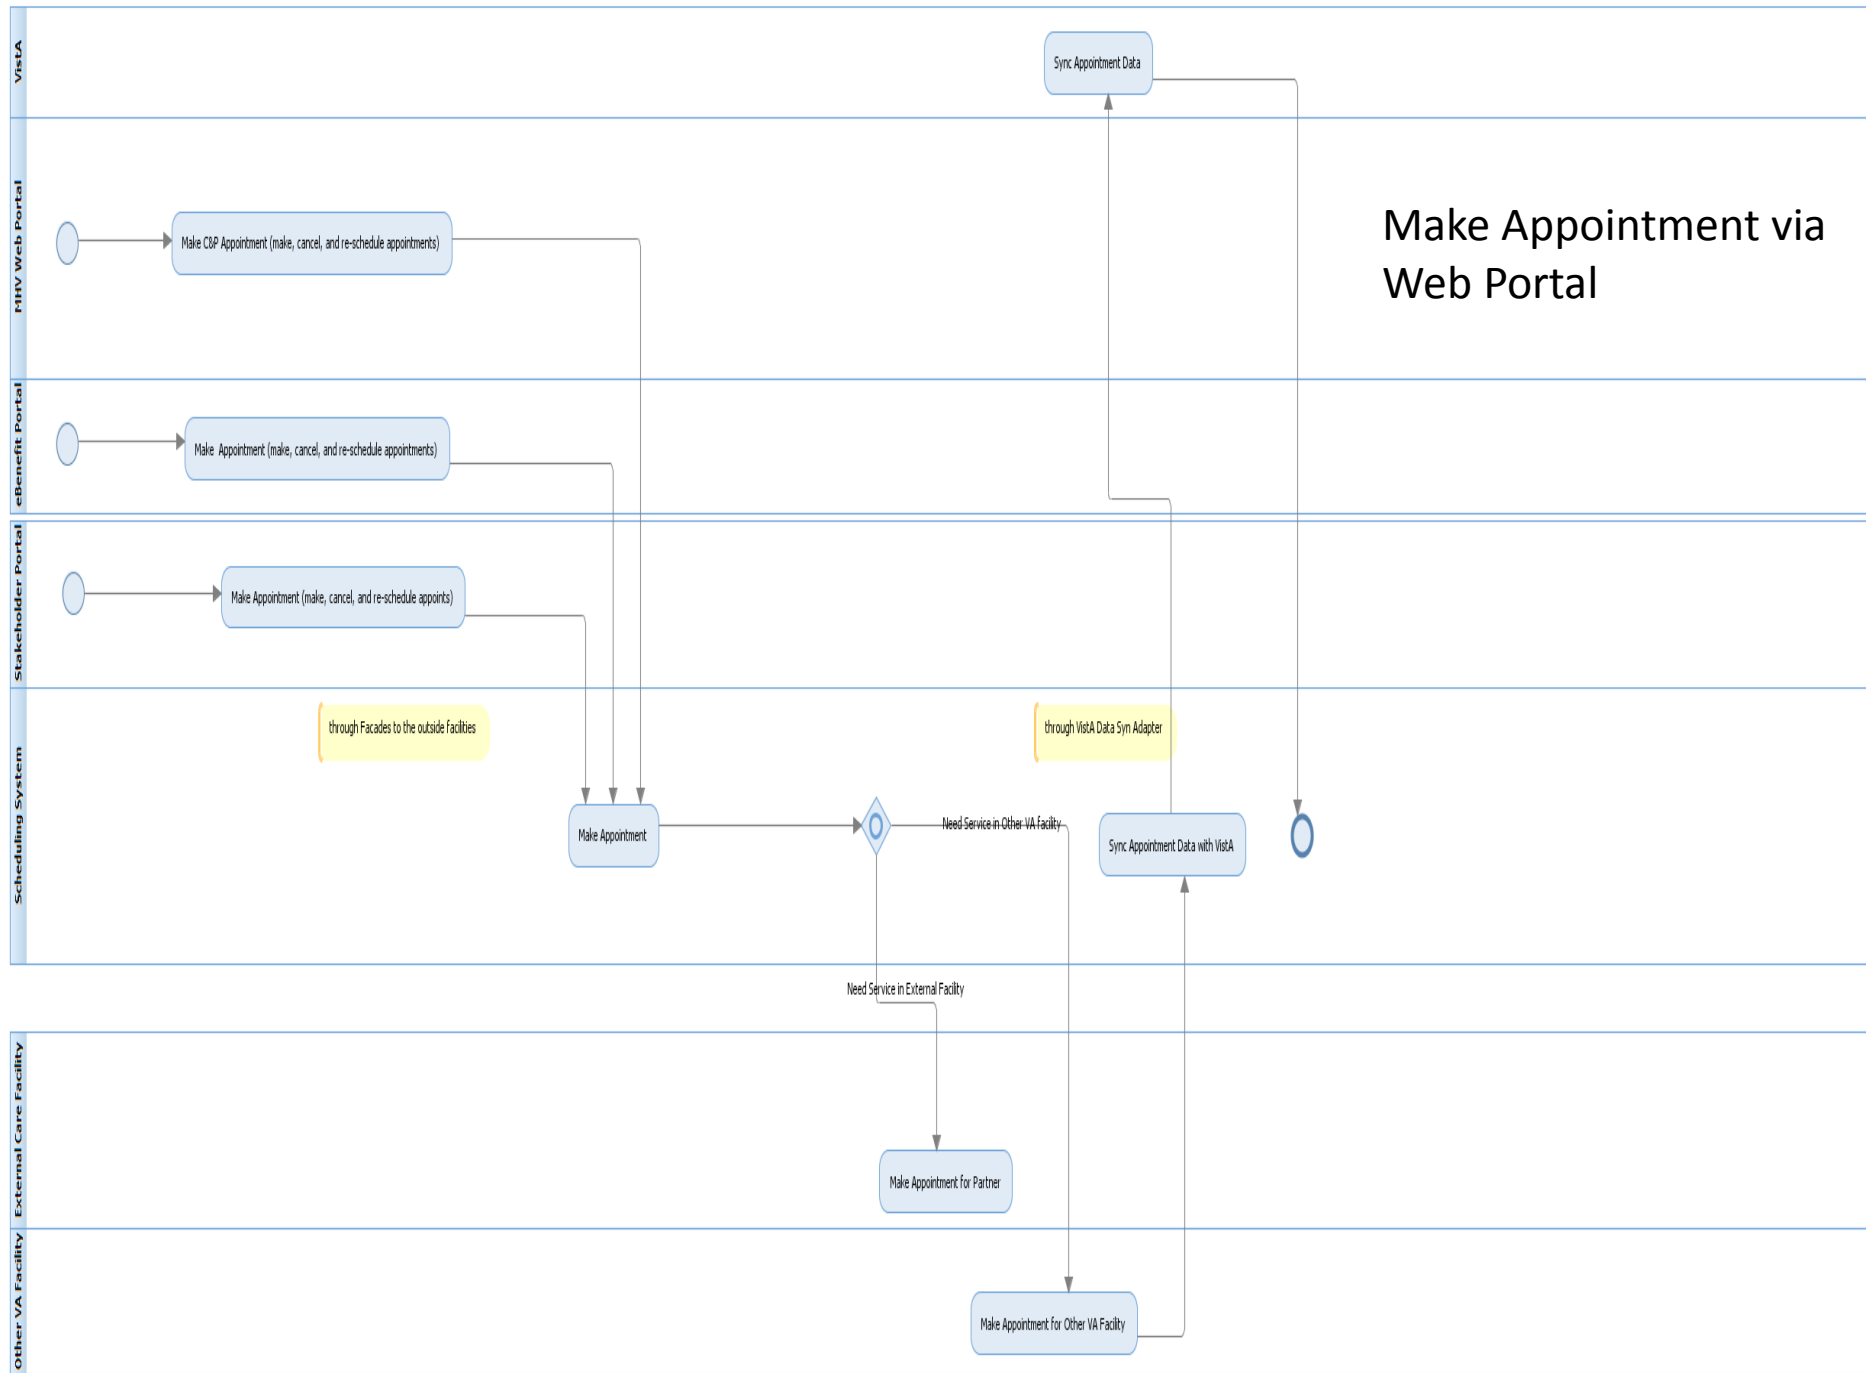 VistA
Sync Appointment Data
MHV Web Portal
Make C&P Appointment (make, cancel, and re-schedule appointments)
Make Appointment via
Web Portal
eBenefit Portal
Make  Appointment (make, cancel, and re-schedule appointments)
Stakeholder Portal
Make Appointment (make, cancel, and re-schedule appoints)
Scheduling System
through Facades to the outside facilities
through VistA Data Syn Adapter
Make Appointment
Need Service in Other VA facility
Sync Appointment Data with VistA
Need Service in External Facility
External Care Facility
Make Appointment for Partner
Other VA Facility
Make Appointment for Other VA Facility